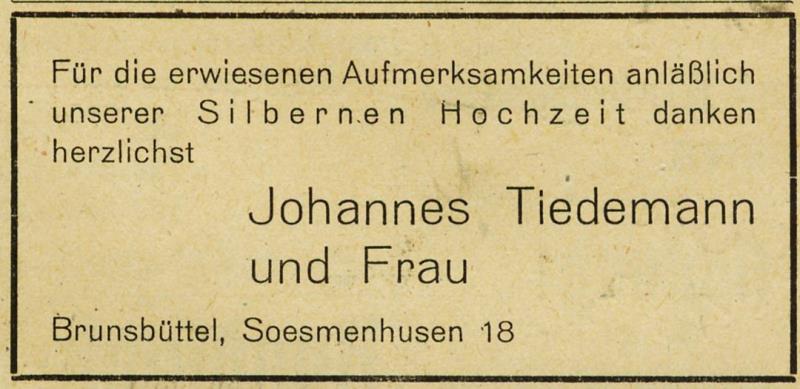 Für die erwiesenen Aufmerksamkeiten anläßlich
unserer Silbernen Hochzeit danken
herzlichst
Johannes Tiedemann
und Frau
Brunsbüttel, Soesmenhusen 18